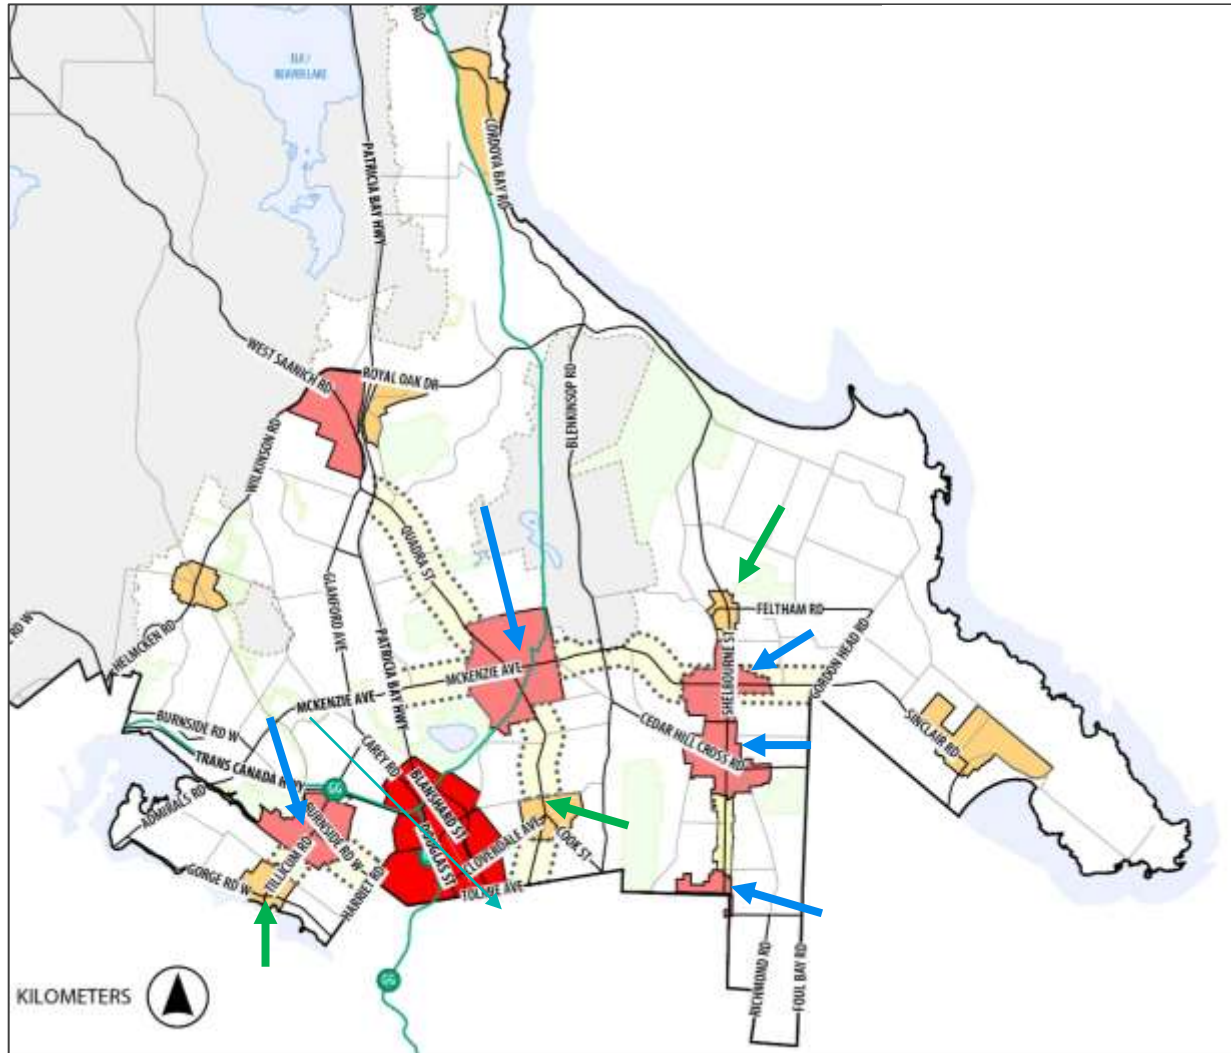 RD
ELK /
BEAVER LAKE
CORDOVA BAY RD
PATRICIA BAY HWY
WEST SAANICH RD
ROYAL OAK DR
BLENKINSOP RD
WILKINSON RD
QUADRA ST
GLANFORD AVE
FELTHAM RD
RD W
HELMCKEN RD
PATRICIA BAY HWY
MCKENZIE AVE
SHELBOURNE ST
GORDON HEAD RD
MCKENZIE AVE
BURNSIDE RD W
CAREY RD
CEDAR HILL CROSS RD
SINCLAIR RD
TRANS CANADA HWY
ADMIRALS RD
GG
BLANSHARD ST
BURNSIDE RD W
DOUGLAS ST
CLOVERDALE AVE
COOK ST
TILLICUM RD
GORGE RD W
HARRIET RD
TOLMIE AVE
RICHMOND RD
FOUL BAY RD
KILOMETERS